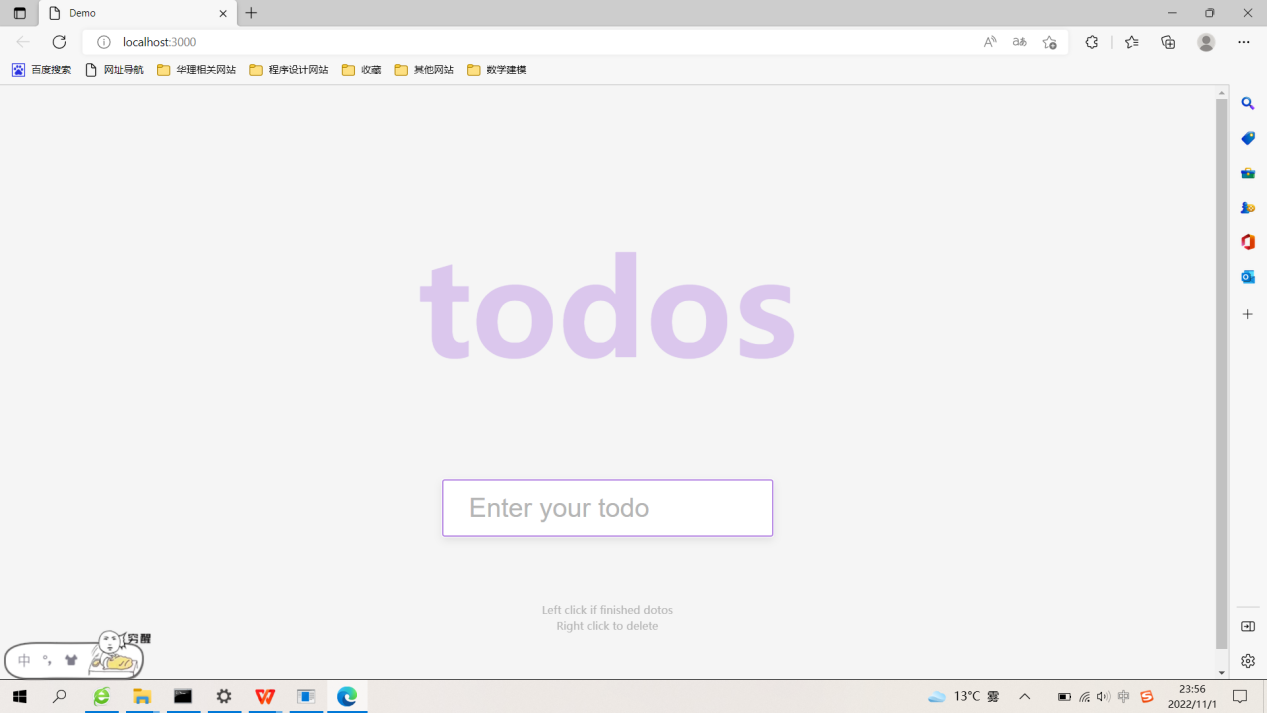 Demo
localhost:3000
百度搜索 网址导航 华理相关网站 程序设计网站 收藏 其他网站 数学建模
todos
Enter your todo
Left click if finished dotos
Right click to delete
穷醒
中 °,
13°C 雾 中 23:56
2022/11/1